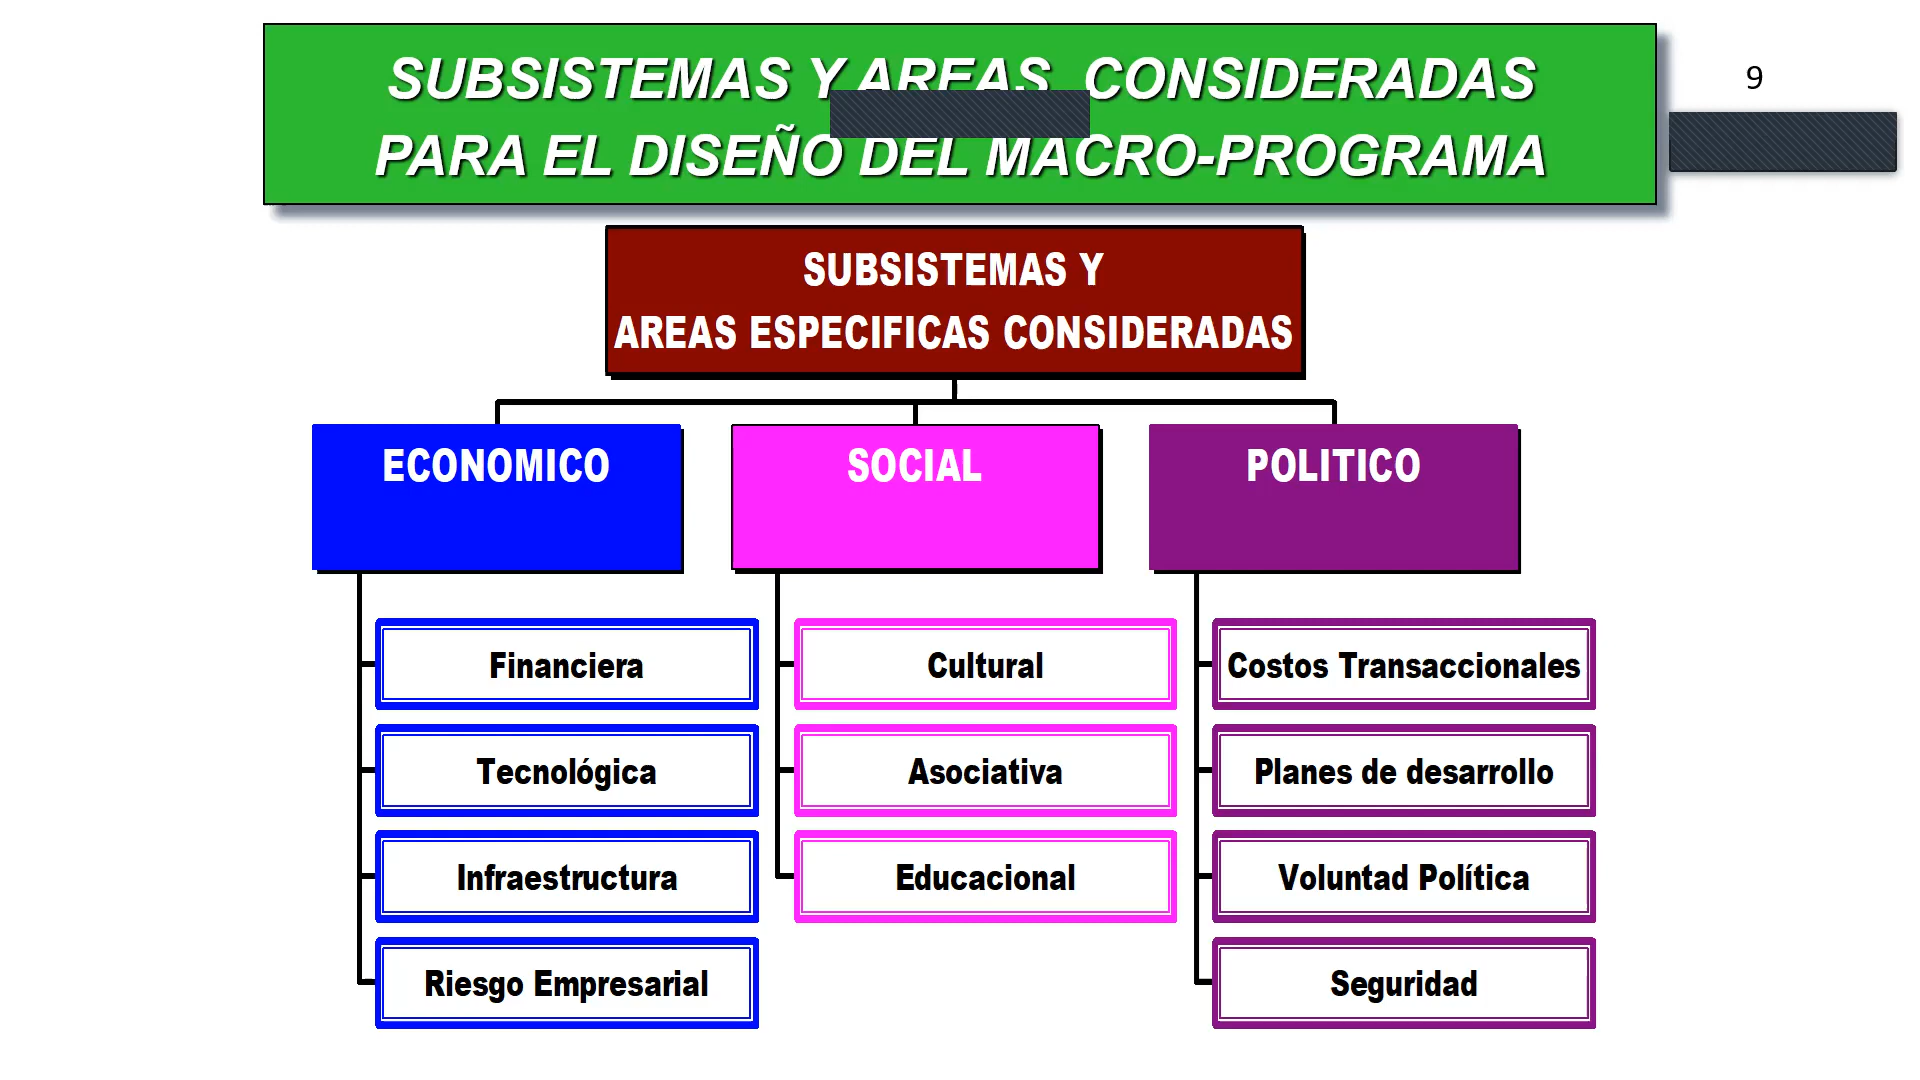 SUBSISTEMAS Y AREAS CONSIDERADAS
PARA EL DISEÑO DEL MACRO-PROGRAMA
9
SUBSISTEMAS Y
AREAS ESPECIFICAS CONSIDERADAS
ECONOMICO
SOCIAL
POLITICO
Financiera
Cultural
Costos Transaccionales
Tecnológica
Asociativa
Planes de desarrollo
Infraestructura
Educacional
Voluntad Política
Riesgo Empresarial
Seguridad